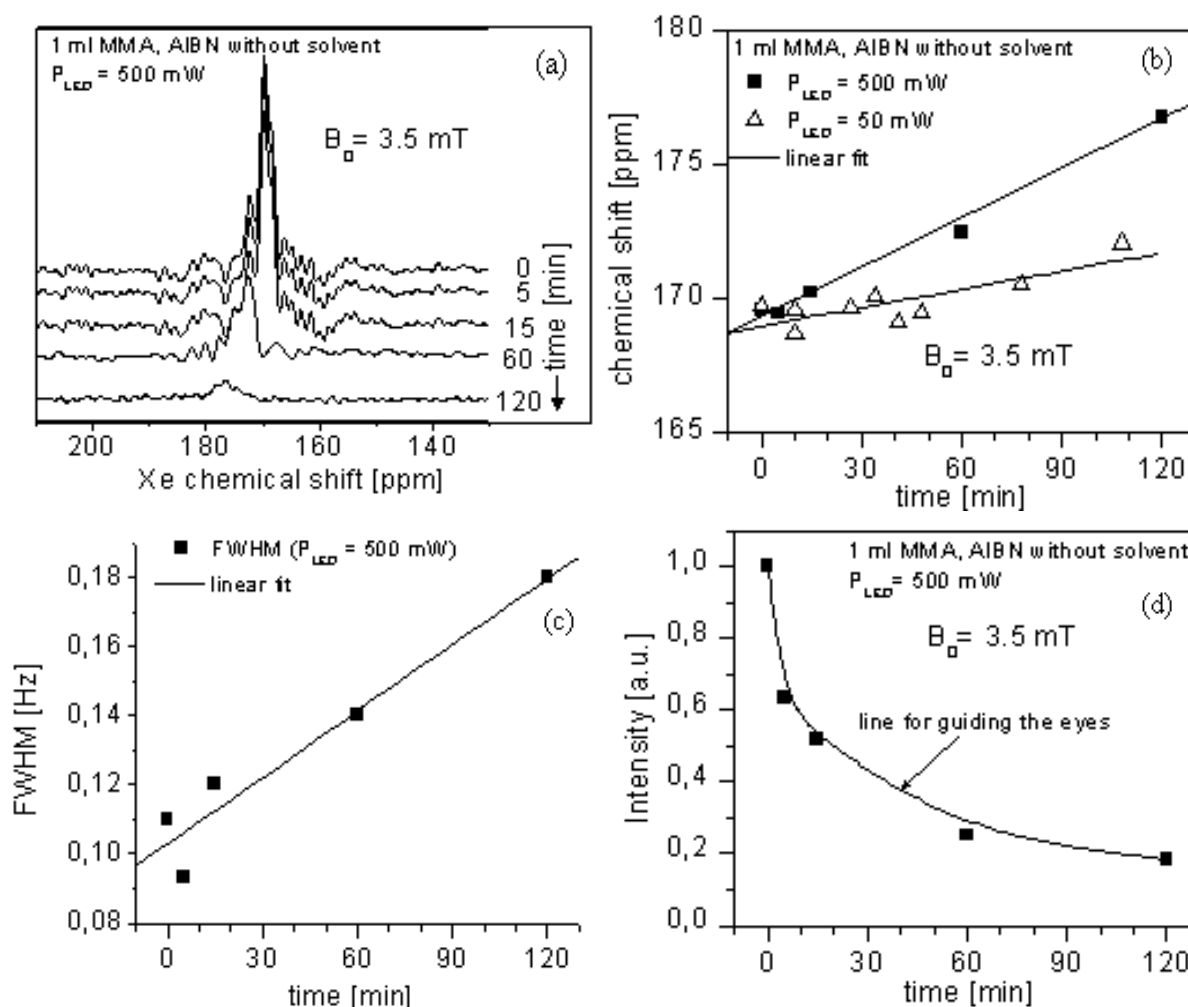 1 ml MMA, AIBN without solvent
P_LED = 500 mW
(a)
B_0 = 3.5 mT
0
5
15
60
120
time [min]
200 180 160 140
Xe chemical shift [ppm]
1 ml MMA, AIBN without solvent
(b)
P_LED = 500 mW
P_LED = 50 mW
linear fit
B_0 = 3.5 mT
180
175
170
165
chemical shift [ppm]
0 30 60 90 120
time [min]
FWHM (P_LED = 500 mW)
linear fit
(c)
0,18
0,16
0,14
0,12
0,10
0,08
FWHM [Hz]
0 30 60 90 120
time [min]
1 ml MMA, AIBN without solvent
P_LED = 500 mW
(d)
B_0 = 3.5 mT
line for guiding the eyes
1,0
0,8
0,6
0,4
0,2
0,0
Intensity [a.u.]
0 30 60 90 120
time [min]